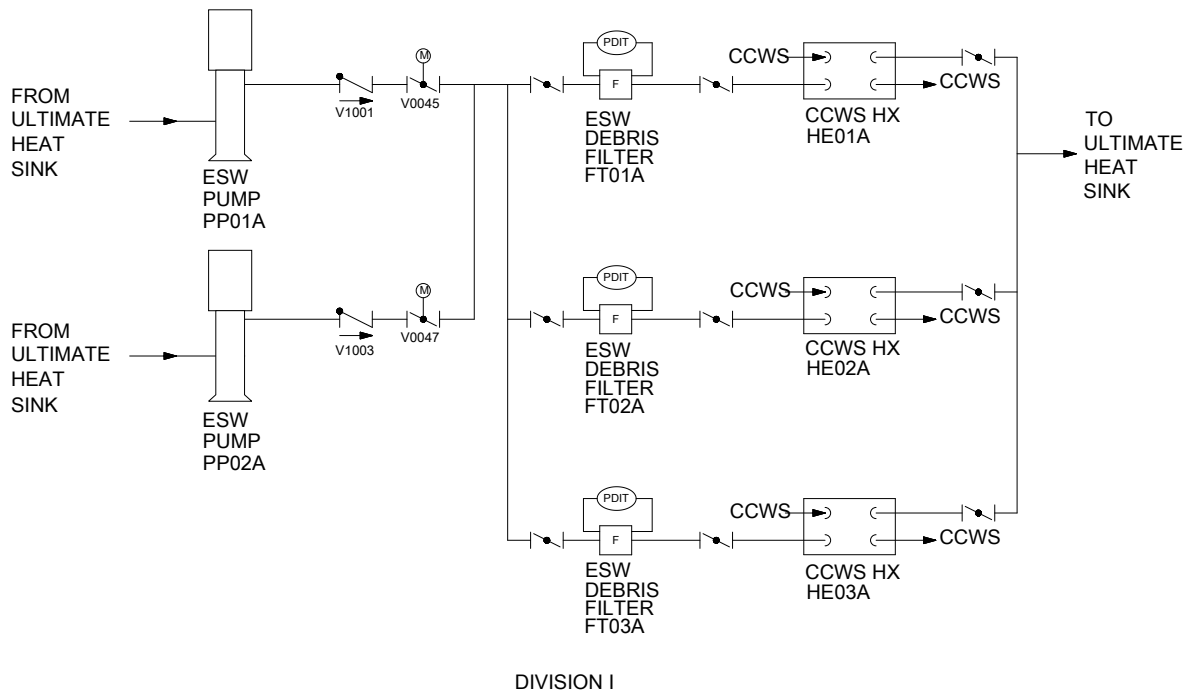 FROM
ULTIMATE
HEAT
SINK
ESW
PUMP
PP01A
V1001
M
V0045
PDIT
F
ESW
DEBRIS
FILTER
FT01A
CCWS
CCWS
CCWS HX
HE01A
TO
ULTIMATE
HEAT
SINK
FROM
ULTIMATE
HEAT
SINK
ESW
PUMP
PP02A
V1003
M
V0047
PDIT
F
ESW
DEBRIS
FILTER
FT02A
CCWS
CCWS
CCWS HX
HE02A
PDIT
F
ESW
DEBRIS
FILTER
FT03A
CCWS
CCWS
CCWS HX
HE03A
DIVISION I